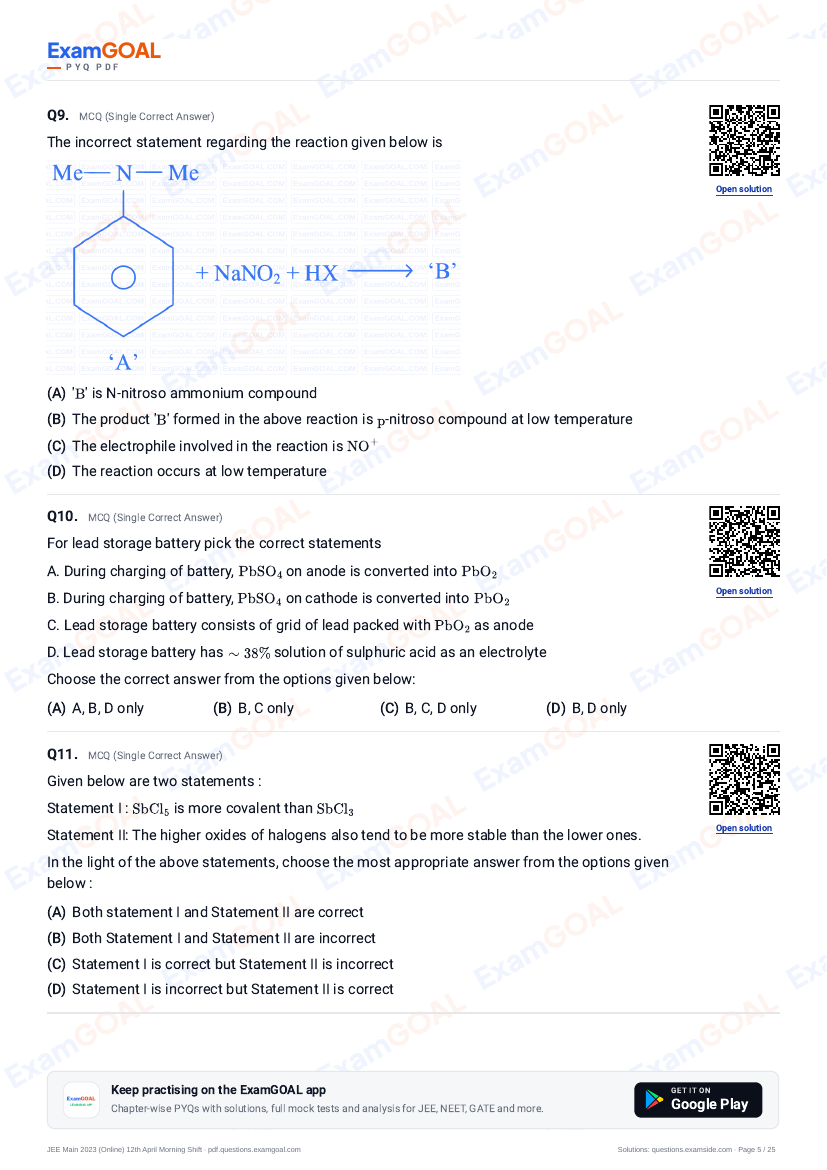 ExamGOAL
PYQ PDF
Q9. MCQ (Single Correct Answer)
The incorrect statement regarding the reaction given below is
Open solution
Me — N — Me
+ NaNO₂ + HX ⟶ ‘B’
‘A’
(A) 'B' is N-nitroso ammonium compound
(B) The product 'B' formed in the above reaction is p-nitroso compound at low temperature
(C) The electrophile involved in the reaction is NO⁺
(D) The reaction occurs at low temperature
Q10. MCQ (Single Correct Answer)
For lead storage battery pick the correct statements
A. During charging of battery, PbSO₄ on anode is converted into PbO₂
Open solution
B. During charging of battery, PbSO₄ on cathode is converted into PbO₂
C. Lead storage battery consists of grid of lead packed with PbO₂ as anode
D. Lead storage battery has ∼ 38% solution of sulphuric acid as an electrolyte
Choose the correct answer from the options given below:
(A) A, B, D only (B) B, C only (C) B, C, D only (D) B, D only
Q11. MCQ (Single Correct Answer)
Given below are two statements :
Statement I : SbCl₅ is more covalent than SbCl₃
Open solution
Statement II: The higher oxides of halogens also tend to be more stable than the lower ones.
In the light of the above statements, choose the most appropriate answer from the options given
below :
(A) Both statement I and Statement II are correct
(B) Both Statement I and Statement II are incorrect
(C) Statement I is correct but Statement II is incorrect
(D) Statement I is incorrect but Statement II is correct
Keep practising on the ExamGOAL app
Chapter-wise PYQs with solutions, full mock tests and analysis for JEE, NEET, GATE and more.
ExamGOAL
GET IT ON
Google Play
JEE Main 2023 (Online) 12th April Morning Shift · pdf.questions.examgoal.com
Solutions: questions.examside.com · Page 5 / 25